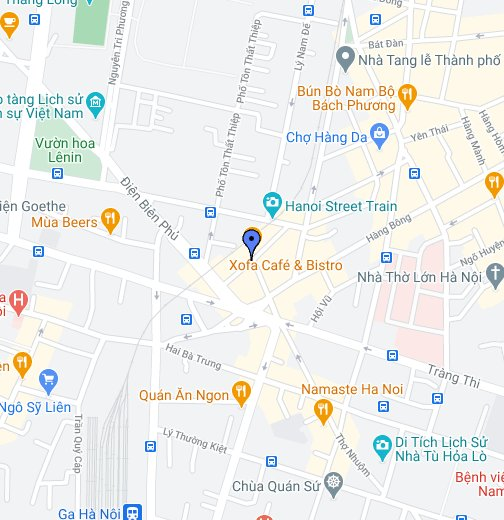 Thăng Long
Nguyễn Tri Phương
Phố Tôn Thất Thiệp
Lý Nam Đế
Bát Đàn
Nhà Tang lễ Thành phố
Bún Bò Nam Bộ
Bách Phương
o tàng Lịch sử
n sự Việt Nam
Chợ Hàng Da
Yên Thái
Hàng Mành
Hàng Hòm
Vườn hoa
Lênin
Phố Tôn Thất Thiệp
Điện Biên Phủ
iện Goethe
Mùa Beers
Hanoi Street Train
Hàng Bông
Ngõ Huyện
Xofa Café & Bistro
Nhà Thờ Lớn Hà Nội
Hội Vũ
Hai Bà Trưng
Tràng Thi
Quán Ăn Ngon
Namaste Ha Noi
Ngô Sỹ Liên
Trần Quý Cáp
Lý Thường Kiệt
Thợ Nhuộm
Di Tích Lịch Sử
Nhà Tù Hỏa Lò
Chùa Quán Sứ
Bệnh vi
Nam
Ga Hà Nội